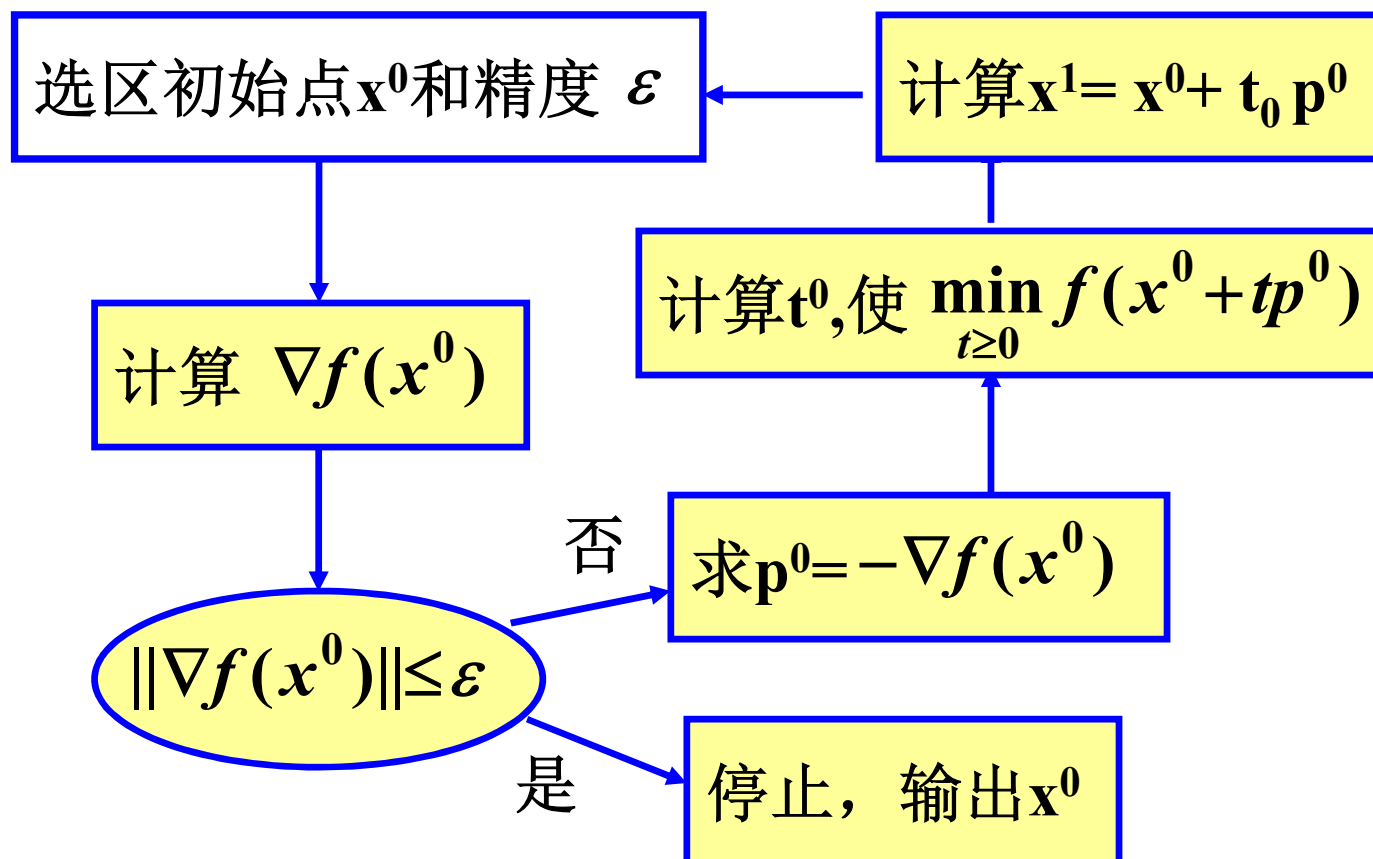 选区初始点x⁰和精度 ε
计算x¹= x⁰+ t₀ p⁰
计算t⁰,使 min f(x⁰+tp⁰)
t≥0
计算 ∇f(x⁰)
否
求p⁰=−∇f(x⁰)
||∇f(x⁰)||≤ε
是
停止，输出x⁰